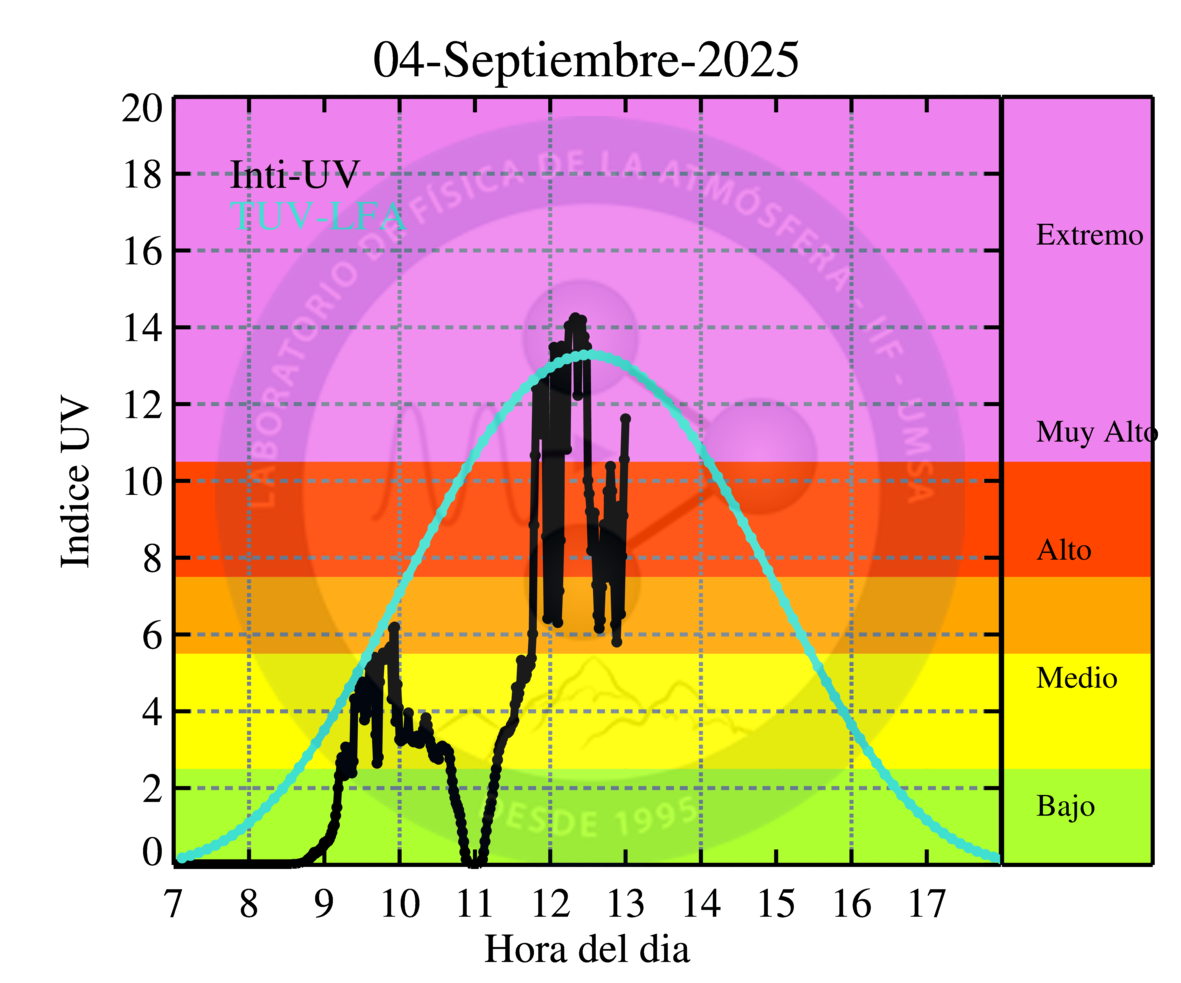 04-Septiembre-2025
20
18
16
14
12
10
8
6
4
2
0
Indice UV
Inti-UV
TUV-LFA
LABORATORIO DE FÍSICA DE LA ATMÓSFERA - IIF - UMSA
DESDE 1995
Extremo
Muy Alto
Alto
Medio
Bajo
7 8 9 10 11 12 13 14 15 16 17
Hora del dia